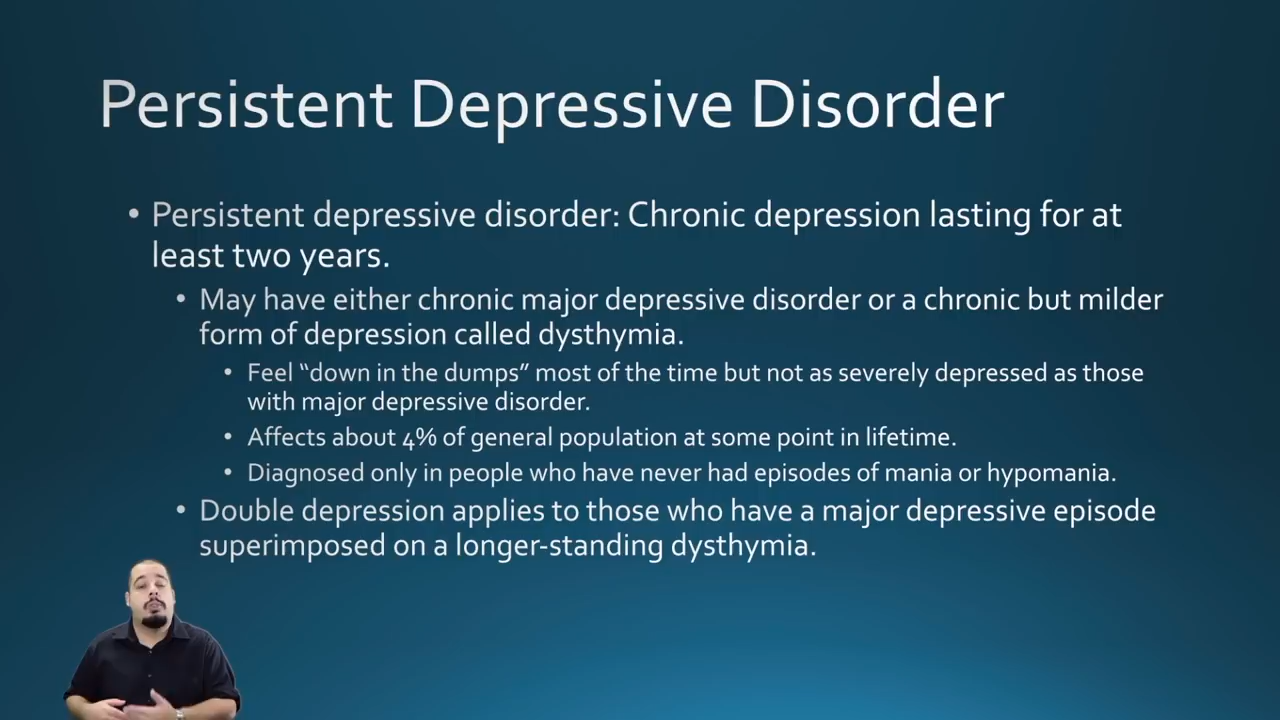 Persistent Depressive Disorder
• Persistent depressive disorder: Chronic depression lasting for at
least two years.
• May have either chronic major depressive disorder or a chronic but milder
form of depression called dysthymia.
• Feel “down in the dumps” most of the time but not as severely depressed as those
with major depressive disorder.
• Affects about 4% of general population at some point in lifetime.
• Diagnosed only in people who have never had episodes of mania or hypomania.
• Double depression applies to those who have a major depressive episode
superimposed on a longer-standing dysthymia.